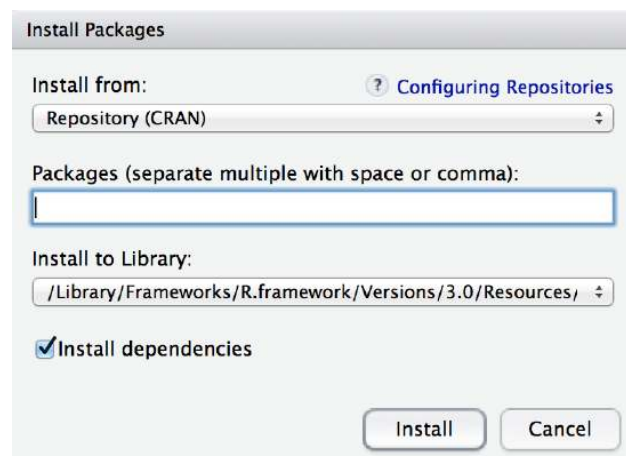 Install Packages
Install from:
? Configuring Repositories
Repository (CRAN)
Packages (separate multiple with space or comma):
Install to Library:
/Library/Frameworks/R.framework/Versions/3.0/Resources/
Install dependencies
Install
Cancel